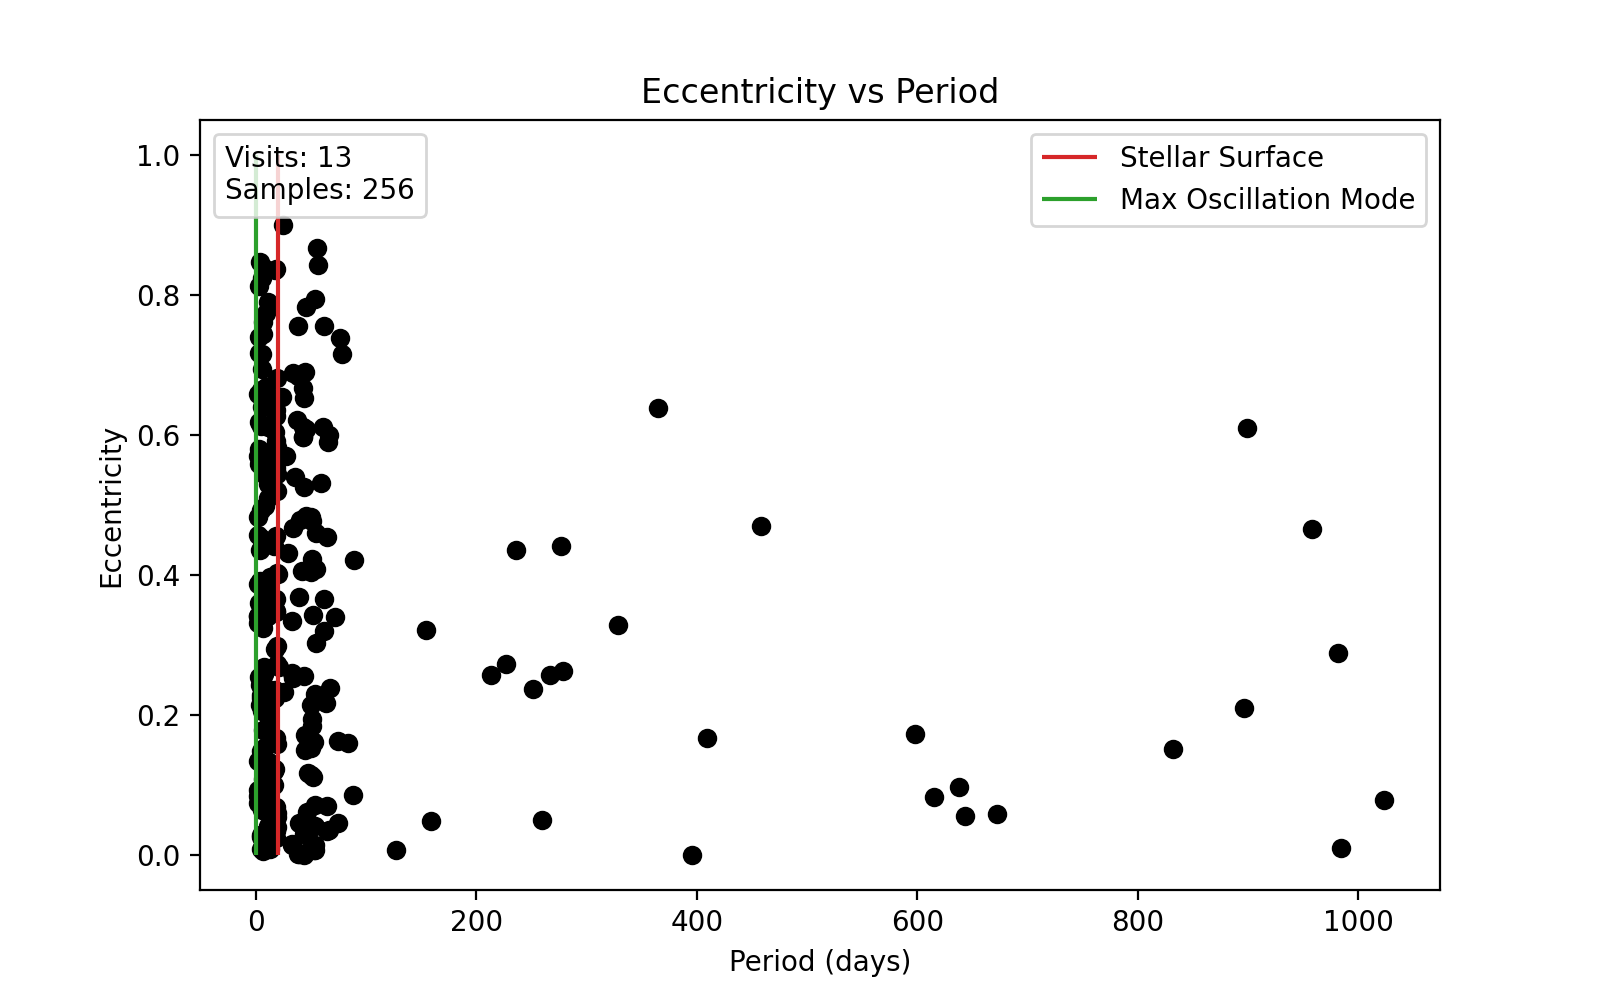 Eccentricity vs Period
Visits: 13
Samples: 256
Stellar Surface
Max Oscillation Mode
1.0
0.8
0.6
0.4
0.2
0.0
Eccentricity
0
200
400
600
800
1000
Period (days)